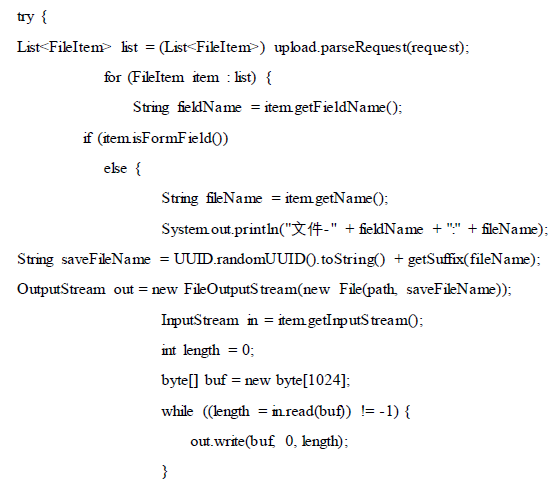 try {
List<FileItem> list = (List<FileItem>) upload.parseRequest(request);
for (FileItem item : list) {
String fieldName = item.getFieldName();
if (item.isFormField())
else {
String fileName = item.getName();
System.out.println("文件-" + fieldName + ":" + fileName);
String saveFileName = UUID.randomUUID().toString() + getSuffix(fileName);
OutputStream out = new FileOutputStream(new File(path, saveFileName));
InputStream in = item.getInputStream();
int length = 0;
byte[] buf = new byte[1024];
while ((length = in.read(buf)) != -1) {
out.write(buf, 0, length);
}